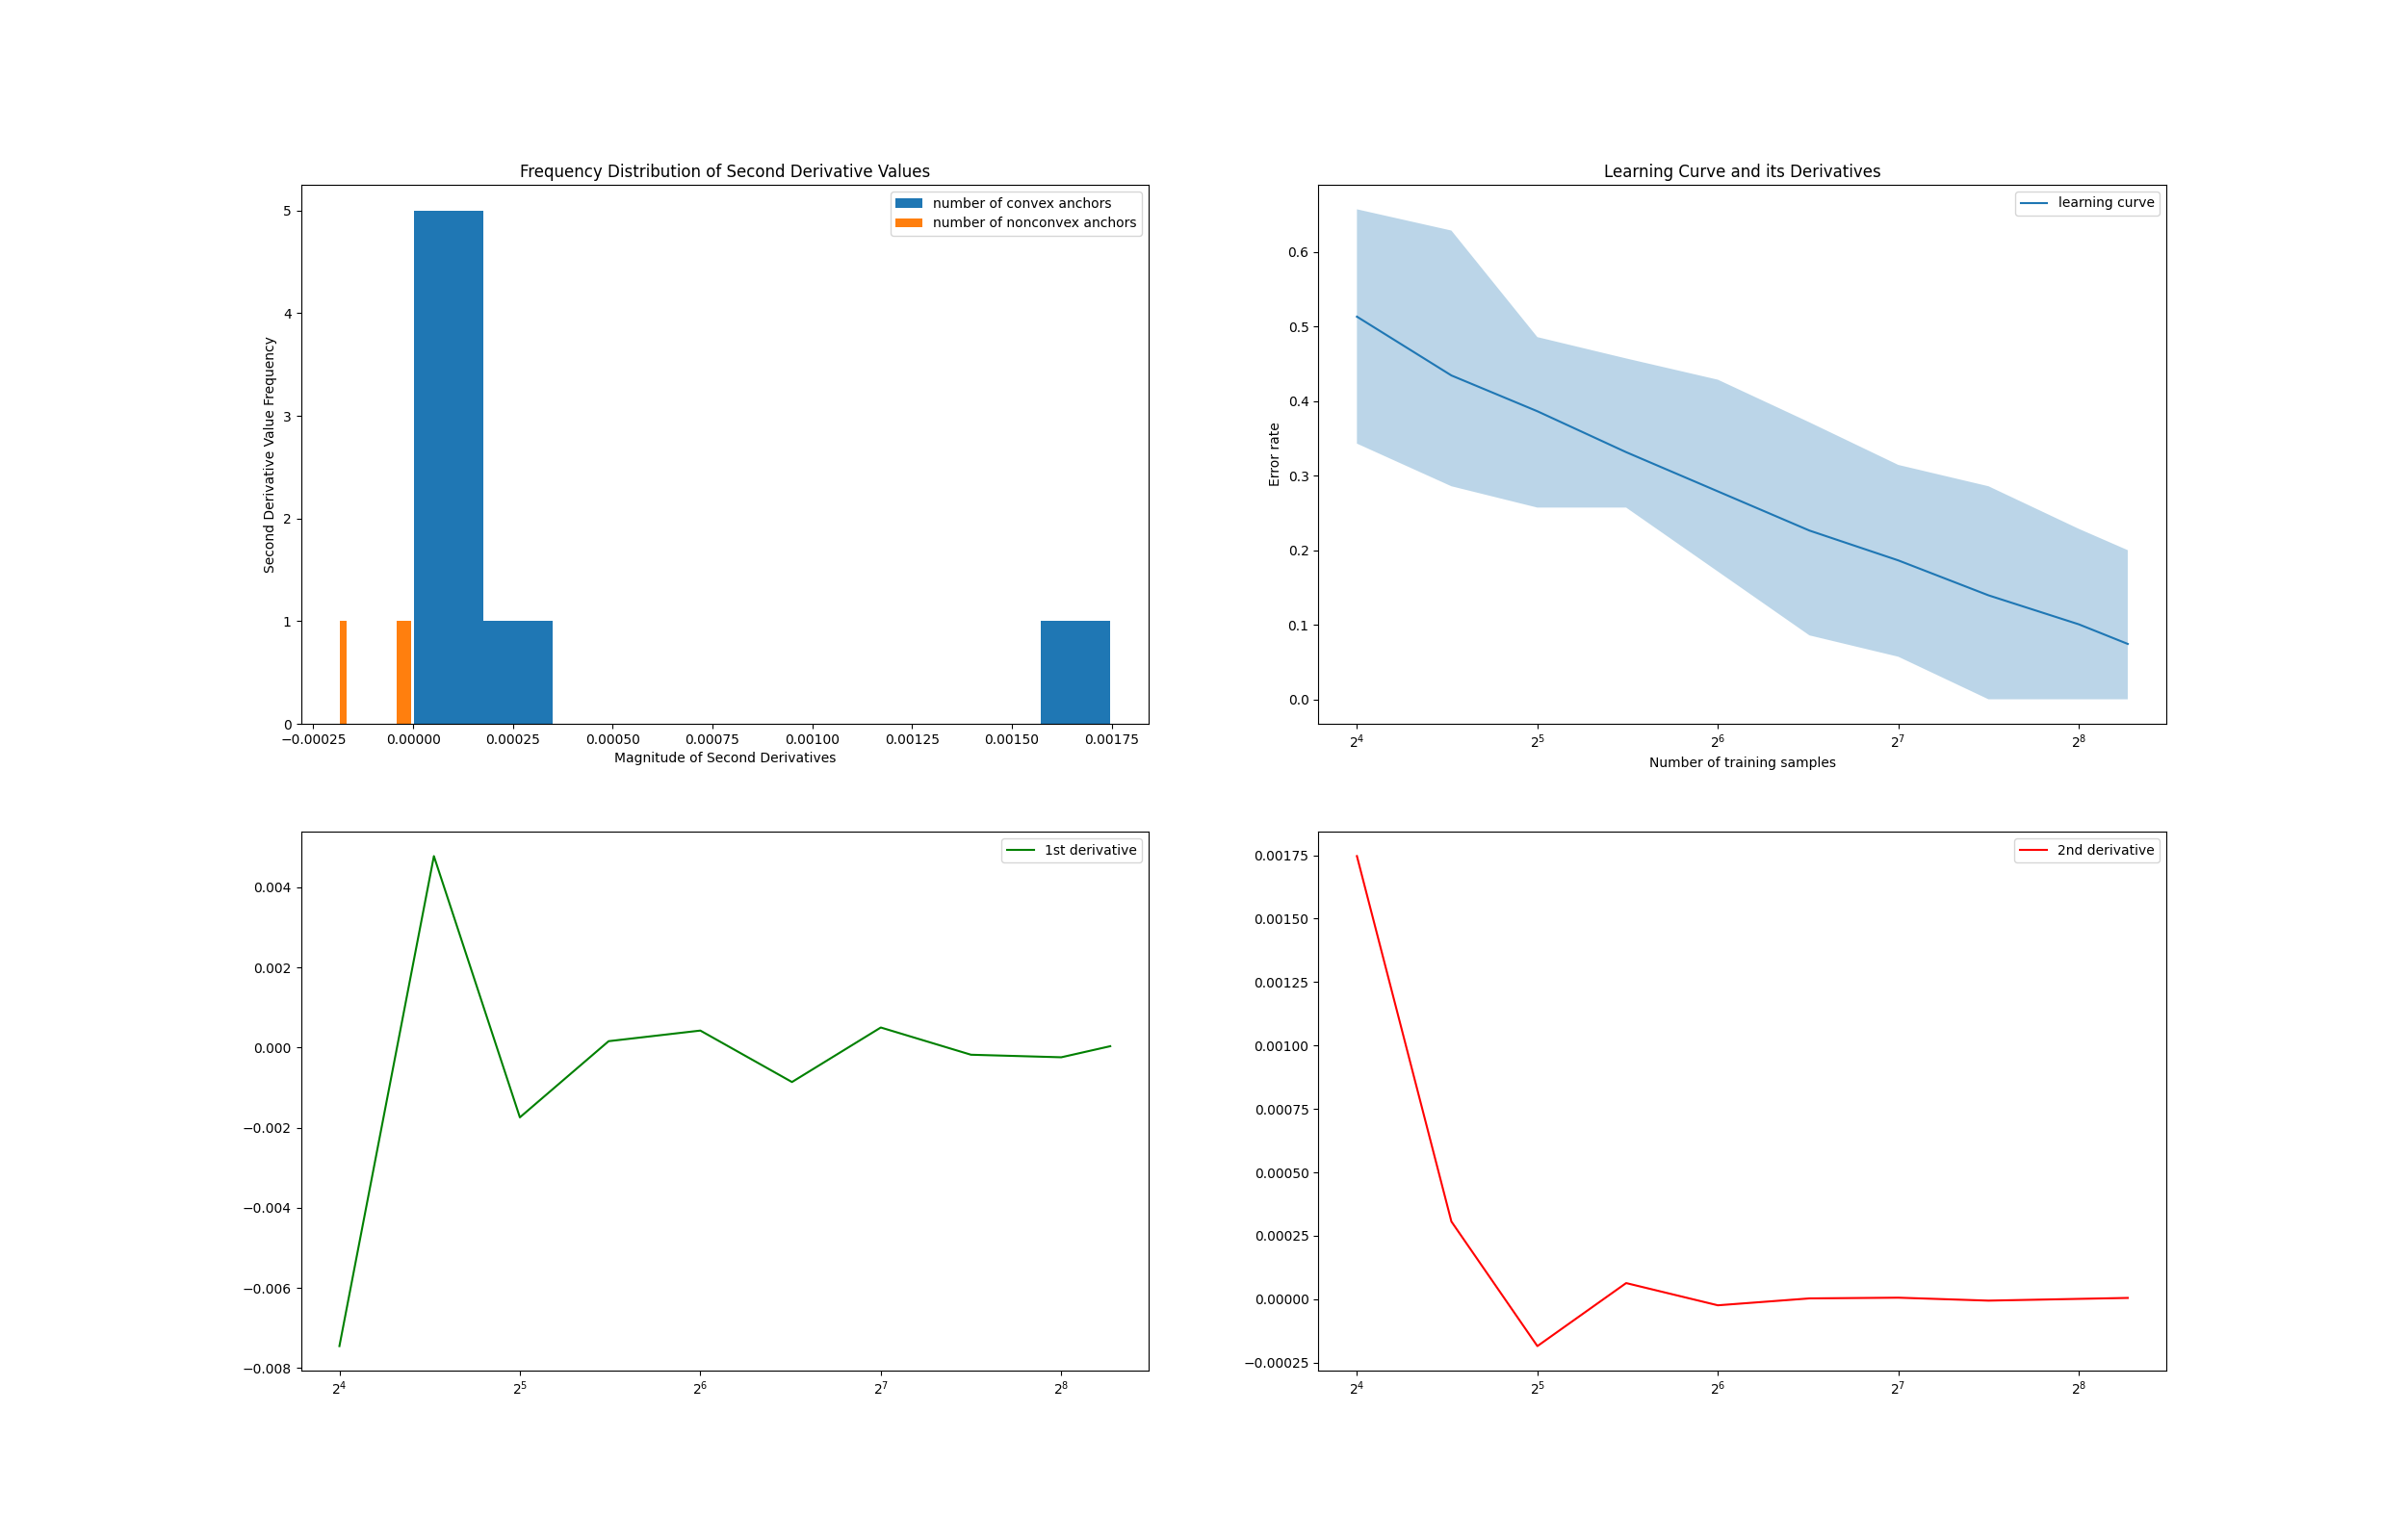 Frequency Distribution of Second Derivative Values
number of convex anchors
number of nonconvex anchors
5
4
3
2
1
0
Second Derivative Value Frequency
−0.00025 0.00000 0.00025 0.00050 0.00075 0.00100 0.00125 0.00150 0.00175
Magnitude of Second Derivatives
Learning Curve and its Derivatives
learning curve
0.6
0.5
0.4
0.3
0.2
0.1
0.0
Error rate
2⁴ 2⁵ 2⁶ 2⁷ 2⁸
Number of training samples
1st derivative
0.004
0.002
0.000
−0.002
−0.004
−0.006
−0.008
2⁴ 2⁵ 2⁶ 2⁷ 2⁸
2nd derivative
0.00175
0.00150
0.00125
0.00100
0.00075
0.00050
0.00025
0.00000
−0.00025
2⁴ 2⁵ 2⁶ 2⁷ 2⁸